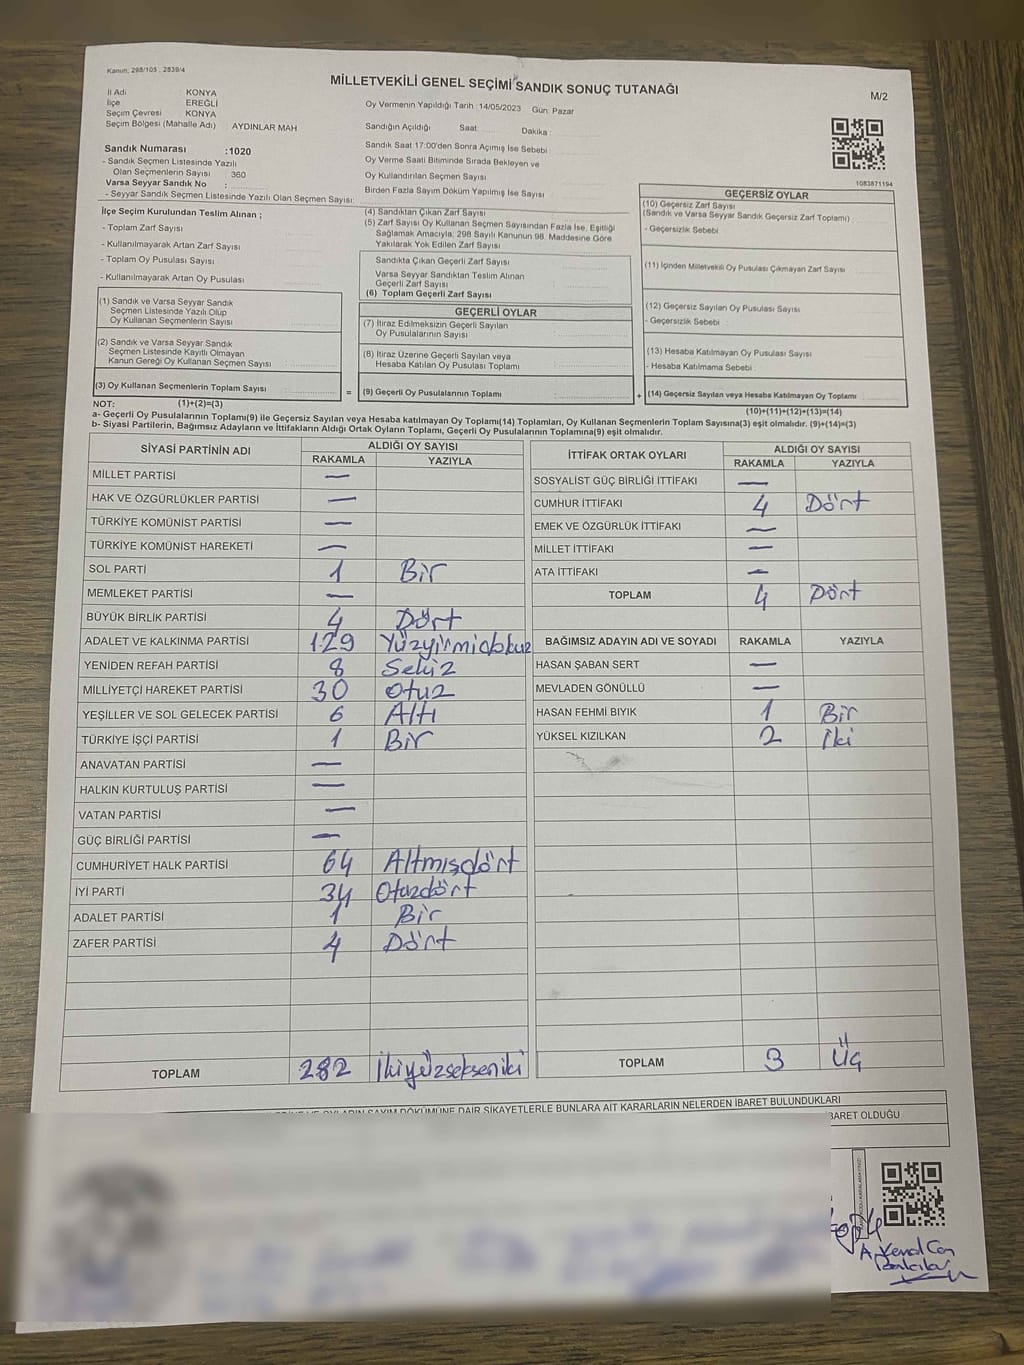 Kanun, 298/105 , 2839/4
MİLLETVEKİLİ GENEL SEÇİMİ SANDIK SONUÇ TUTANAĞI
M/2
İl Adı KONYA
İlçe EREĞLİ
Seçim Çevresi KONYA
Seçim Bölgesi (Mahalle Adı) : AYDINLAR MAH
Oy Vermenin Yapıldığı Tarih :14/05/2023 Gün: Pazar
Sandığın Açıldığı Saat: Dakika:
Sandık Saat 17:00'den Sonra Açımış İse Sebebi :
Oy Verme Saati Bitiminde Sırada Bekleyen ve
Oy Kullandırılan Seçmen Sayısı
Birden Fazla Sayım Döküm Yapılmış İse Sayısı :
Sandık Numarası :1020
- Sandık Seçmen Listesinde Yazılı
Olan Seçmenlerin Sayısı : 360
Varsa Seyyar Sandık No :
- Seyyar Sandık Seçmen Listesinde Yazılı Olan Seçmen Sayısı:
1083871194
İlçe Seçim Kurulundan Teslim Alınan ;
- Toplam Zarf Sayısı
- Kullanılmayarak Artan Zarf Sayısı
- Toplam Oy Pusulası Sayısı
- Kullanılmayarak Artan Oy Pusulası
(4) Sandıktan Çıkan Zarf Sayısı
(5) Zarf Sayısı Oy Kullanan Seçmen Sayısından Fazla İse, Eşitliği
Sağlamak Amacıyla; 298 Sayılı Kanunun 98. Maddesine Göre
Yakılarak Yok Edilen Zarf Sayısı
Sandıkta Çıkan Geçerli Zarf Sayısı
Varsa Seyyar Sandıktan Teslim Alınan
Geçerli Zarf Sayısı
(6) Toplam Geçerli Zarf Sayısı
GEÇERSİZ OYLAR
(10) Geçersiz Zarf Sayısı
(Sandık ve Varsa Seyyar Sandık Geçersiz Zarf Toplamı)
- Geçersizlik Sebebi
(11) İçinden Milletvekili Oy Pusulası Çıkmayan Zarf Sayısı
(12) Geçersiz Sayılan Oy Pusulası Sayısı
- Geçersizlik Sebebi
(13) Hesaba Katılmayan Oy Pusulası Sayısı
- Hesaba Katılmama Sebebi
(14) Geçersiz Sayılan veya Hesaba Katılmayan Oy Toplamı
(10)+(11)+(12)+(13)=(14)
(1) Sandık ve Varsa Seyyar Sandık
Seçmen Listesinde Yazılı Olup
Oy Kullanan Seçmenlerin Sayısı
(2) Sandık ve Varsa Seyyar Sandık
Seçmen Listesinde Kayıtlı Olmayan
Kanun Gereği Oy Kullanan Seçmen Sayısı
(3) Oy Kullanan Seçmenlerin Toplam Sayısı
=
GEÇERLİ OYLAR
(7) İtiraz Edilmeksizin Geçerli Sayılan
Oy Pusulalarının Sayısı
(8) İtiraz Üzerine Geçerli Sayılan veya
Hesaba Katılan Oy Pusulası Toplamı
(9) Geçerli Oy Pusulalarının Toplamı
+
NOT: (1)+(2)=(3)
a- Geçerli Oy Pusulalarının Toplamı(9) ile Geçersiz Sayılan veya Hesaba katılmayan Oy Toplamı(14) Toplamları, Oy Kullanan Seçmenlerin Toplam Sayısına(3) eşit olmalıdır. (9)+(14)=(3)
b- Siyasi Partilerin, Bağımsız Adayların ve İttifakların Aldığı Ortak Oyların Toplamı, Geçerli Oy Pusulalarının Toplamına(9) eşit olmalıdır.
SİYASİ PARTİNİN ADI ALDIĞI OY SAYISI
RAKAMLA YAZIYLA
MİLLET PARTİSİ —
HAK VE ÖZGÜRLÜKLER PARTİSİ —
TÜRKİYE KOMÜNİST PARTİSİ —
TÜRKİYE KOMÜNİST HAREKETİ —
SOL PARTİ 1 Bir
MEMLEKET PARTİSİ —
BÜYÜK BİRLİK PARTİSİ 4 Dört
ADALET VE KALKINMA PARTİSİ 129 Yüzyirmidokuz
YENİDEN REFAH PARTİSİ 8 Sekiz
MİLLİYETÇİ HAREKET PARTİSİ 30 Otuz
YEŞİLLER VE SOL GELECEK PARTİSİ 6 Altı
TÜRKİYE İŞÇİ PARTİSİ 1 Bir
ANAVATAN PARTİSİ —
HALKIN KURTULUŞ PARTİSİ —
VATAN PARTİSİ —
GÜÇ BİRLİĞİ PARTİSİ —
CUMHURİYET HALK PARTİSİ 64 Altmışdört
İYİ PARTİ 34 Otuzdört
ADALET PARTİSİ 1 Bir
ZAFER PARTİSİ 4 Dört
TOPLAM 282 İkiyüzsekseniki
İTTİFAK ORTAK OYLARI ALDIĞI OY SAYISI
RAKAMLA YAZIYLA
SOSYALİST GÜÇ BİRLİĞİ İTTİFAKI —
CUMHUR İTTİFAKI 4 Dört
EMEK VE ÖZGÜRLÜK İTTİFAKI —
MİLLET İTTİFAKI —
ATA İTTİFAKI —
TOPLAM 4 Dört
BAĞIMSIZ ADAYIN ADI VE SOYADI RAKAMLA YAZIYLA
HASAN ŞABAN SERT —
MEVLADEN GÖNÜLLÜ —
HASAN FEHMI BIYIK 1 Bir
YÜKSEL KIZILKAN 2 İki
TOPLAM 3 Üç
OYLARIN SAYIM DÖKÜMÜNE DAİR ŞİKAYETLERLE BUNLARA AİT KARARLARIN NELERDEN İBARET BULUNDUKLARI
İBARET OLDUĞU